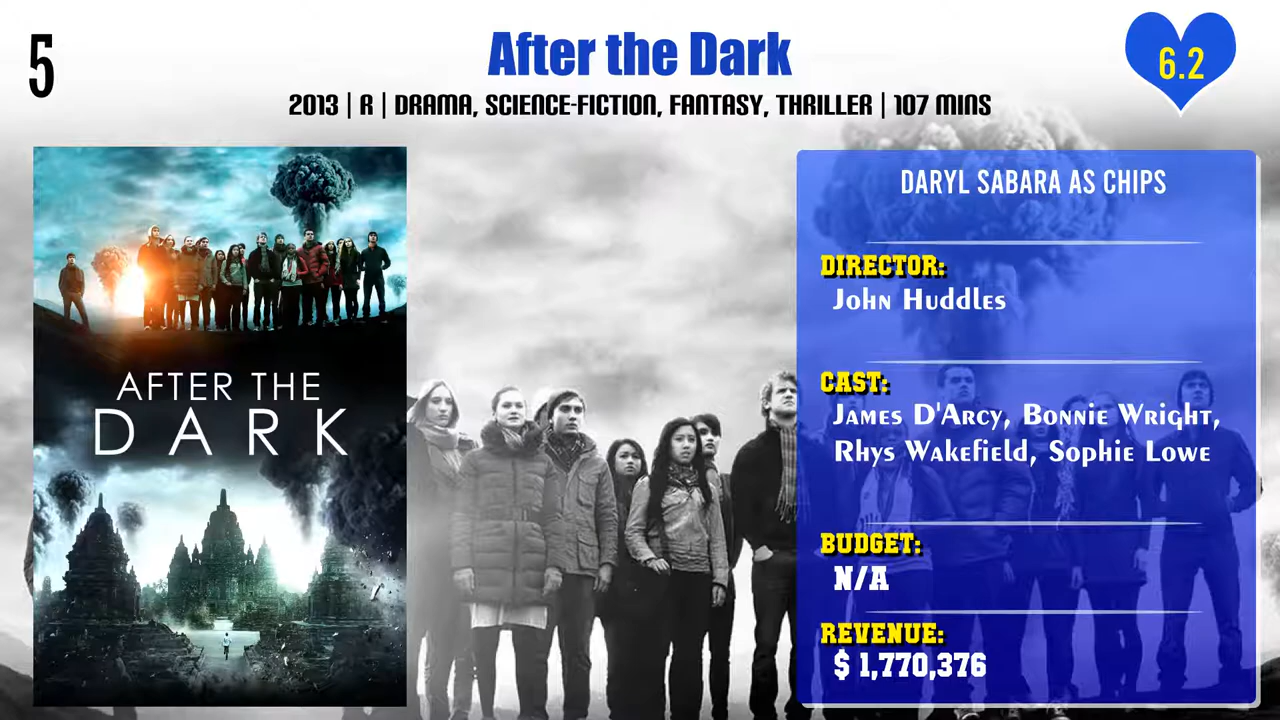 5
After the Dark
6.2
2013 | R | DRAMA, SCIENCE-FICTION, FANTASY, THRILLER | 107 MINS
AFTER THE
DARK
DARYL SABARA AS CHIPS
DIRECTOR:
John Huddles
CAST:
James D'Arcy, Bonnie Wright,
Rhys Wakefield, Sophie Lowe
BUDGET:
N/A
REVENUE:
$ 1,770,376